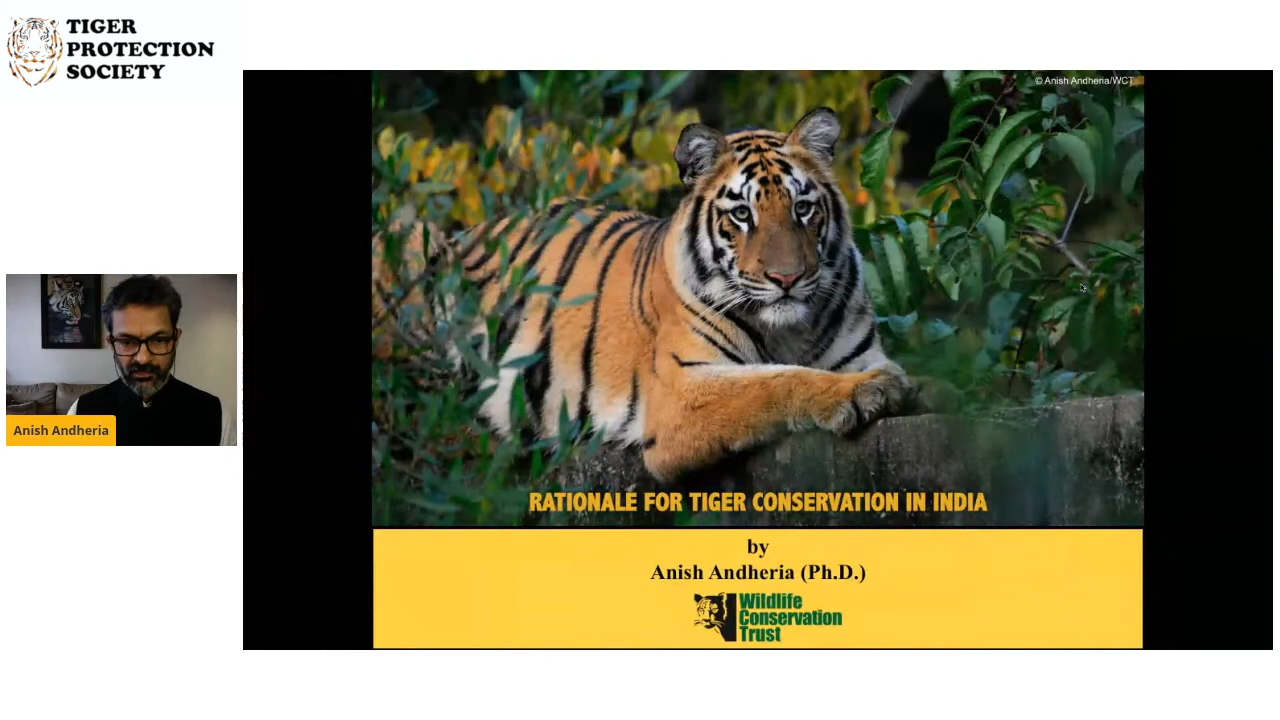 TIGER
PROTECTION
SOCIETY
© Anish Andheria/WCT
Anish Andheria
RATIONALE FOR TIGER CONSERVATION IN INDIA
by
Anish Andheria (Ph.D.)
Wildlife
Conservation
Trust